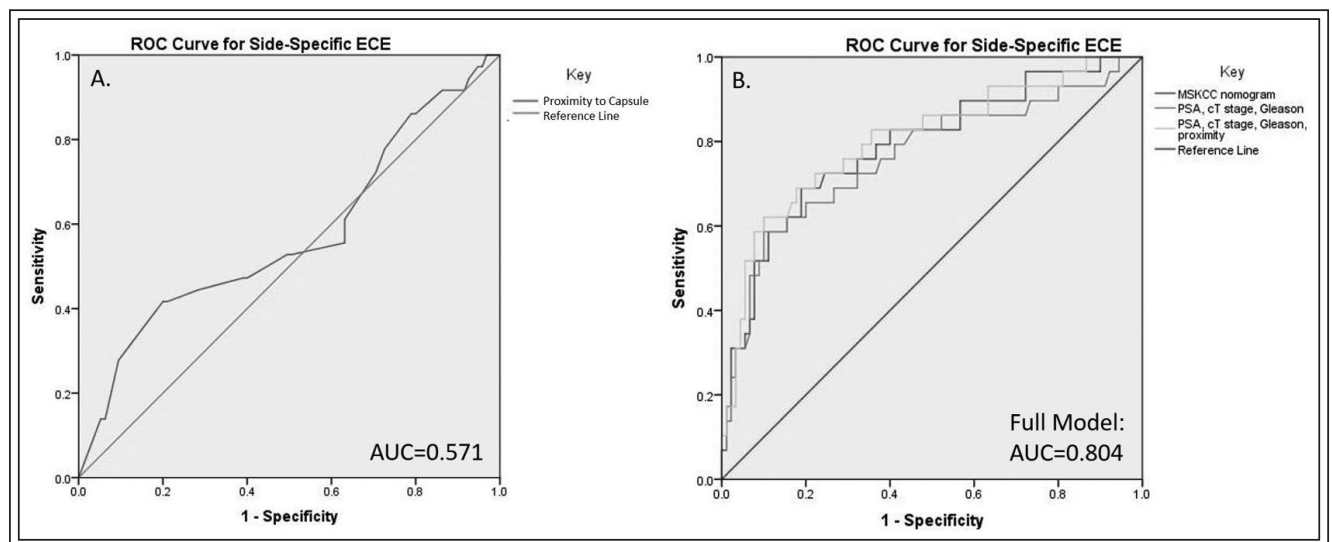 ROC Curve for Side-Specific ECE
A.
1.0
0.8
0.6
0.4
0.2
0.0
0.0 0.2 0.4 0.6 0.8 1.0
Sensitivity
1 - Specificity
AUC=0.571
Key
Proximity to Capsule
Reference Line
ROC Curve for Side-Specific ECE
B.
1.0
0.8
0.6
0.4
0.2
0.0
0.0 0.2 0.4 0.6 0.8 1.0
Sensitivity
1 - Specificity
Full Model:
AUC=0.804
Key
MSKCC nomogram
PSA, cT stage, Gleason
PSA, cT stage, Gleason,
proximity
Reference Line